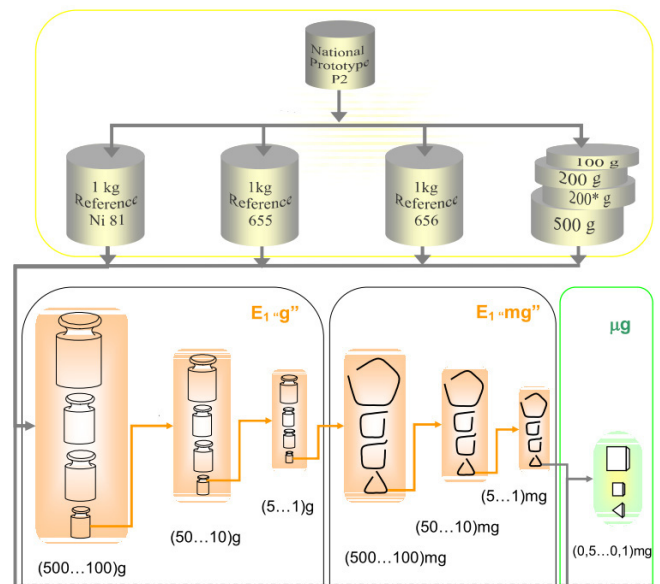 National
Prototype
P2
1 kg
Reference
Ni 81
1kg
Reference
655
1kg
Reference
656
100 g
200 g
200* g
500 g
E₁ "g"
E₁ "mg"
µg
(500...100)g
(50...10)g
(5...1)g
(500...100)mg
(50...10)mg
(5...1)mg
(0,5...0,1)mg